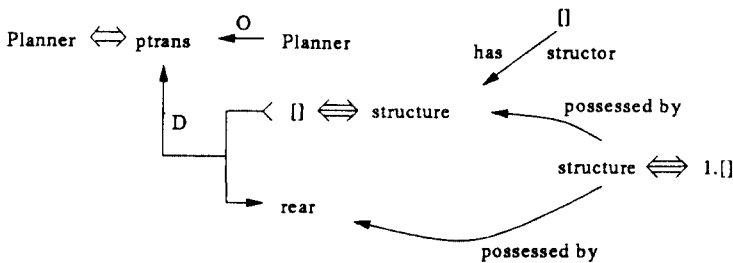 []
Planner ptrans O Planner
has structor
possessed by
D [] structure
structure 1.[]
rear
possessed by